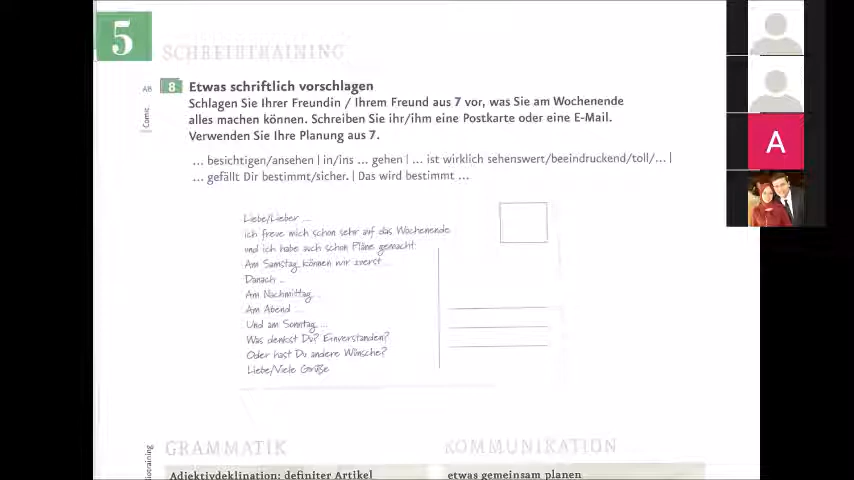 5
SCHREIBTRAINING
AB
8 Etwas schriftlich vorschlagen
Schlagen Sie Ihrer Freundin / Ihrem Freund aus 7 vor, was Sie am Wochenende
alles machen können. Schreiben Sie ihr/ihm eine Postkarte oder eine E-Mail.
Verwenden Sie Ihre Planung aus 7.
Comic
... besichtigen/ansehen | in/ins ... gehen | ... ist wirklich sehenswert/beeindruckend/toll/... |
... gefällt Dir bestimmt/sicher. | Das wird bestimmt ...
Liebe/Lieber ...
ich freue mich schon sehr auf das Wochenende
und ich habe auch schon Pläne gemacht:
Am Samstag können wir zuerst ...
Danach ...
Am Nachmittag ...
Am Abend ...
Und am Sonntag ...
Was denkst Du? Einverstanden?
Oder hast Du andere Wünsche?
Liebe/Viele Grüße
A
GRAMMATIK
KOMMUNIKATION
Adjektivdeklination: definiter Artikel
etwas gemeinsam planen